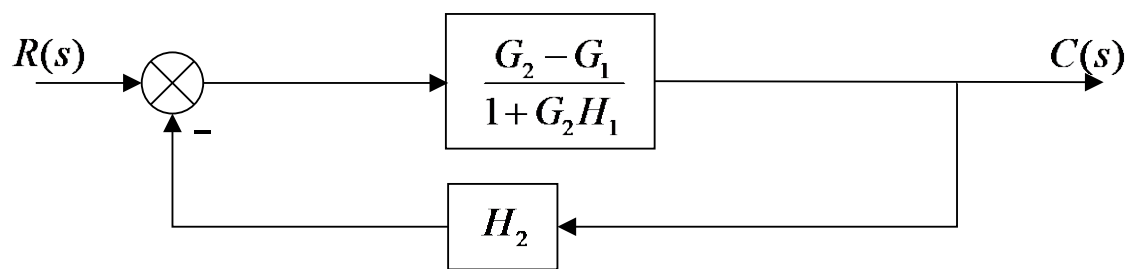 R(s)
G₂ − G₁
1 + G₂H₁
C(s)
−
H₂